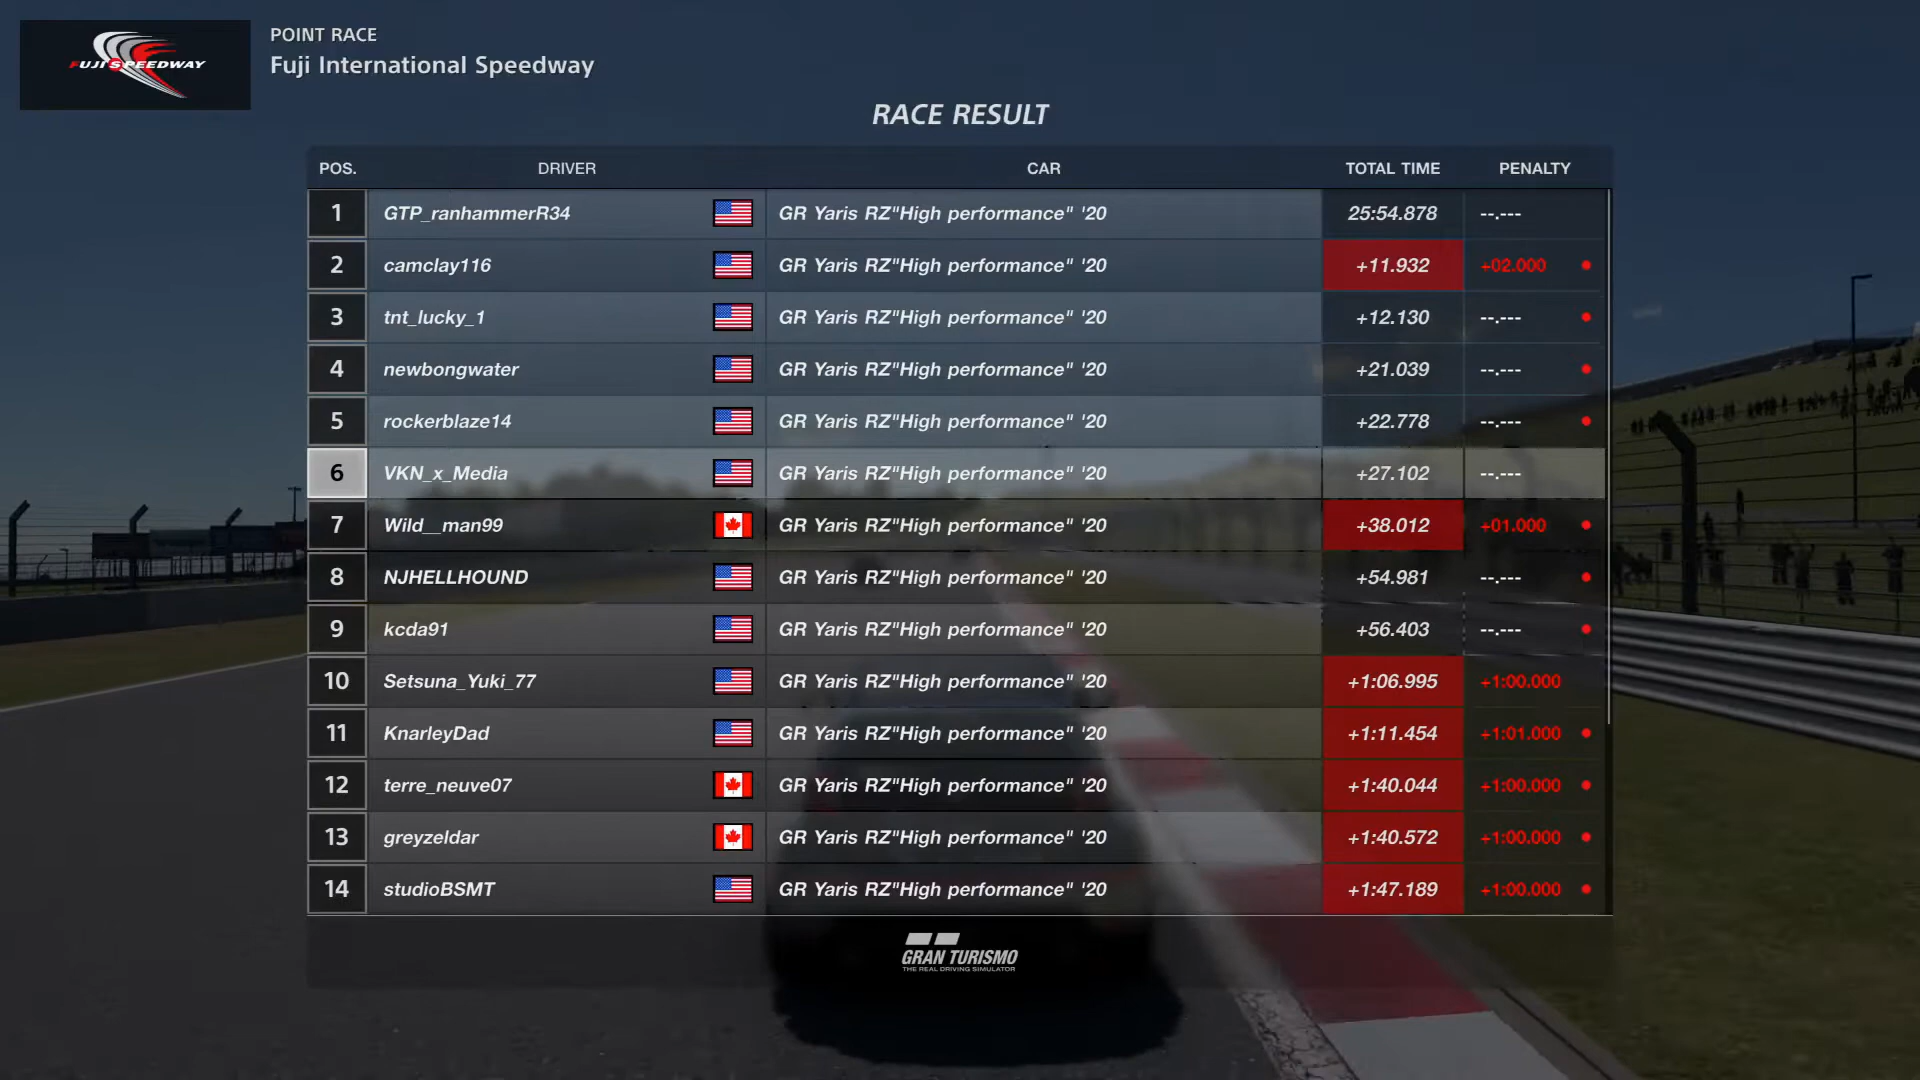 FUJI SPEEDWAY
POINT RACE
Fuji International Speedway
RACE RESULT
POS. DRIVER CAR TOTAL TIME PENALTY
1 GTP_ranhammerR34 GR Yaris RZ"High performance" '20 25:54.878 --.---
2 camclay116 GR Yaris RZ"High performance" '20 +11.932 +02.000
3 tnt_lucky_1 GR Yaris RZ"High performance" '20 +12.130 --.---
4 newbongwater GR Yaris RZ"High performance" '20 +21.039 --.---
5 rockerblaze14 GR Yaris RZ"High performance" '20 +22.778 --.---
6 VKN_x_Media GR Yaris RZ"High performance" '20 +27.102 --.---
7 Wild__man99 GR Yaris RZ"High performance" '20 +38.012 +01.000
8 NJHELLHOUND GR Yaris RZ"High performance" '20 +54.981 --.---
9 kcda91 GR Yaris RZ"High performance" '20 +56.403 --.---
10 Setsuna_Yuki_77 GR Yaris RZ"High performance" '20 +1:06.995 +1:00.000
11 KnarleyDad GR Yaris RZ"High performance" '20 +1:11.454 +1:01.000
12 terre_neuve07 GR Yaris RZ"High performance" '20 +1:40.044 +1:00.000
13 greyzeldar GR Yaris RZ"High performance" '20 +1:40.572 +1:00.000
14 studioBSMT GR Yaris RZ"High performance" '20 +1:47.189 +1:00.000
GRAN TURISMO
THE REAL DRIVING SIMULATOR